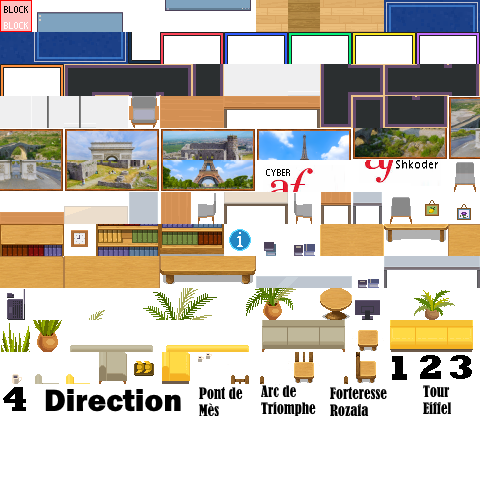 BLOCK
BLOCK
CYBER
af
af
Shkoder
i
1 2 3
4 Direction
Pont de
Mès
Arc de
Triomphe
Forteresse
Rozafa
Tour
Eiffel